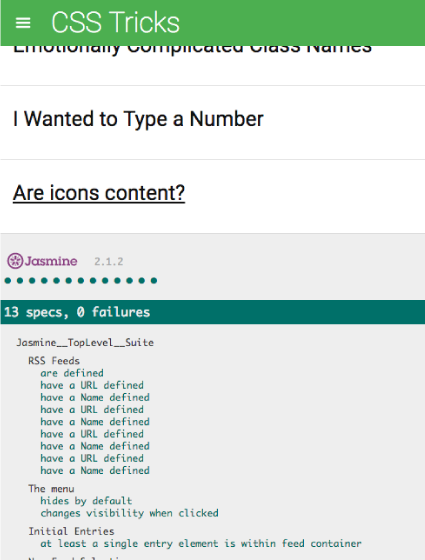 CSS Tricks
Emotionally Complicated Class Names
I Wanted to Type a Number
Are icons content?
Jasmine 2.1.2
13 specs, 0 failures
Jasmine__TopLevel__Suite
RSS Feeds
are defined
have a URL defined
have a Name defined
have a URL defined
have a Name defined
have a URL defined
have a Name defined
have a URL defined
have a Name defined
The menu
hides by default
changes visibility when clicked
Initial Entries
at least a single entry element is within feed container